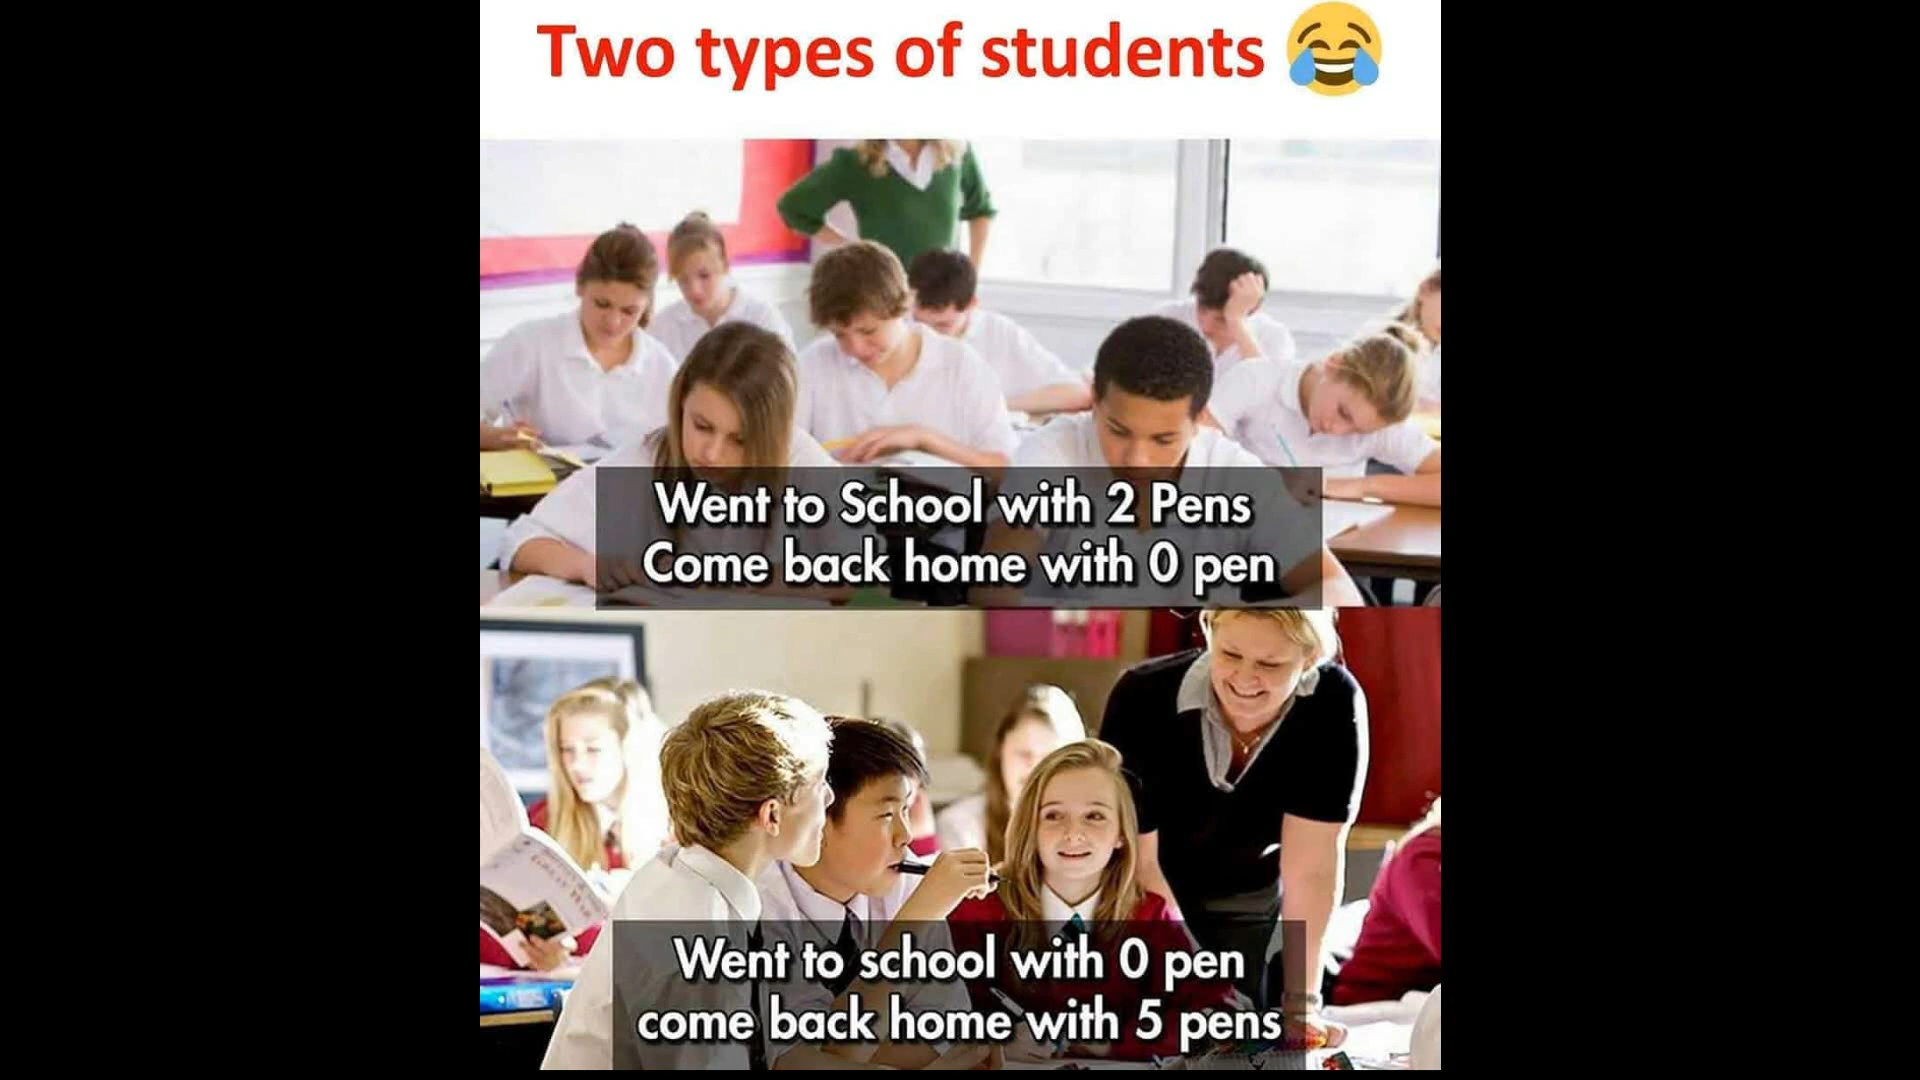 Two types of students 😂
Went to School with 2 Pens
Come back home with 0 pen
Went to school with 0 pen
come back home with 5 pens